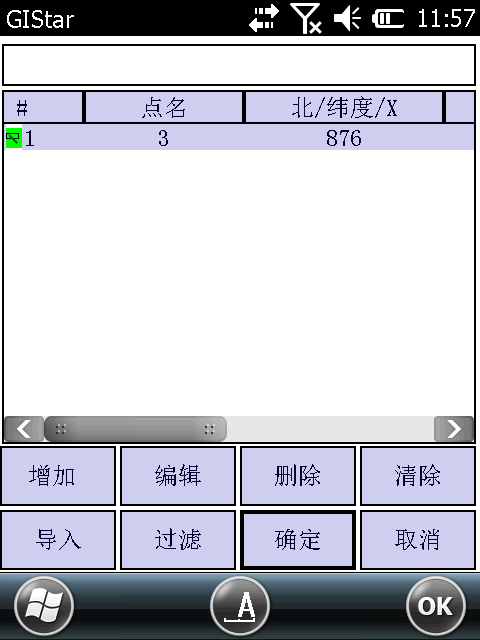 GIStar 11:57
# 点名 北/纬度/X
1 3 876
增加 编辑 删除 清除
导入 过滤 确定 取消
A OK